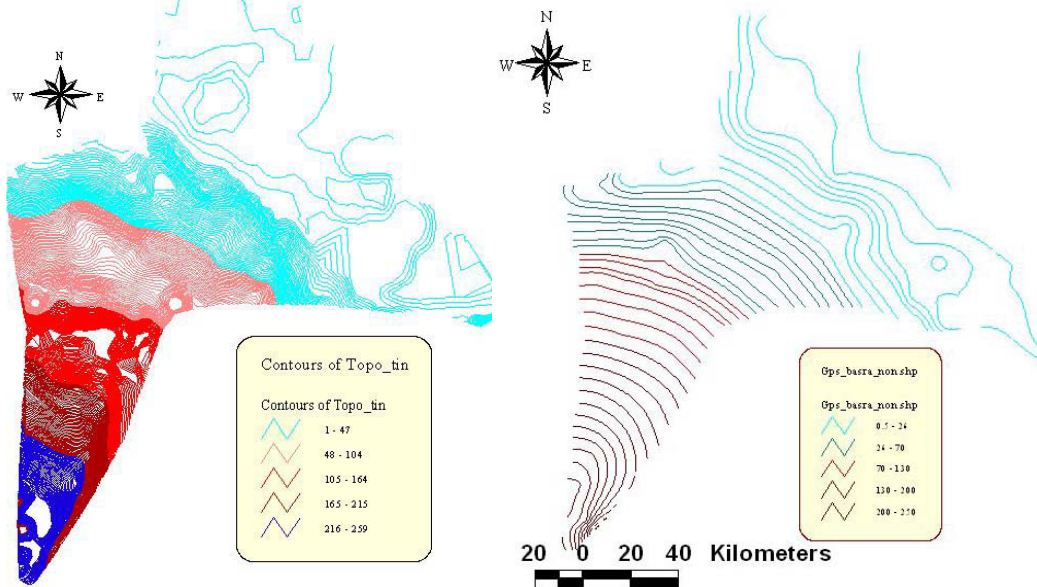 N
W E
S
Contours of Topo_tin
Contours of Topo_tin
1 - 47
48 - 104
105 - 164
165 - 215
216 - 259
N
W E
S
Gps_basra_non.shp
Gps_basra_non.shp
0.5 - 26
26 - 70
70 - 130
130 - 200
200 - 250
20 0 20 40 Kilometers